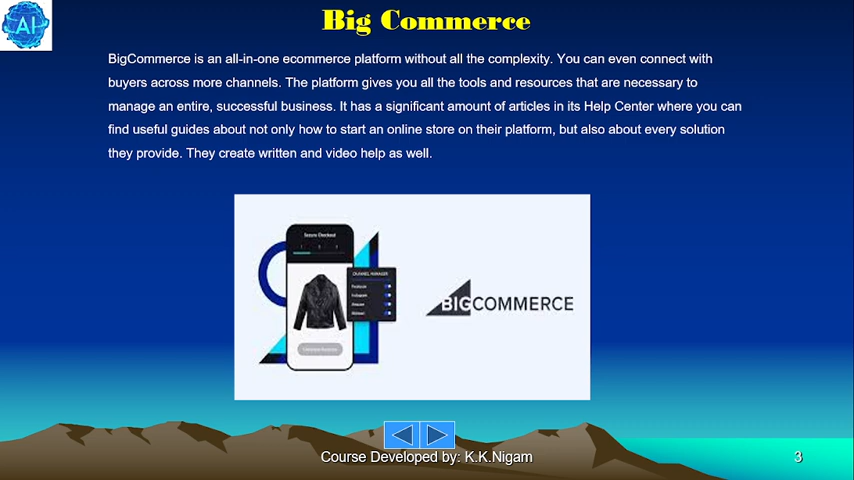 AI
Big Commerce
BigCommerce is an all-in-one ecommerce platform without all the complexity. You can even connect with
buyers across more channels. The platform gives you all the tools and resources that are necessary to
manage an entire, successful business. It has a significant amount of articles in its Help Center where you can
find useful guides about not only how to start an online store on their platform, but also about every solution
they provide. They create written and video help as well.
Secure Checkout
CHANNEL MANAGER
Facebook
Instagram
Amazon
BIGCOMMERCE
Course Developed by: K.K.Nigam
3